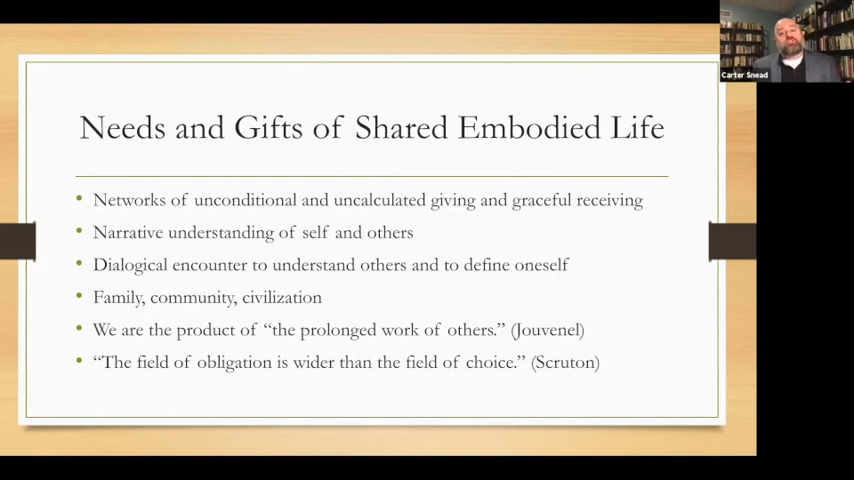 Carter Snead
Needs and Gifts of Shared Embodied Life
Networks of unconditional and uncalculated giving and graceful receiving
Narrative understanding of self and others
Dialogical encounter to understand others and to define oneself
Family, community, civilization
We are the product of “the prolonged work of others.” (Jouvenel)
“The field of obligation is wider than the field of choice.” (Scruton)